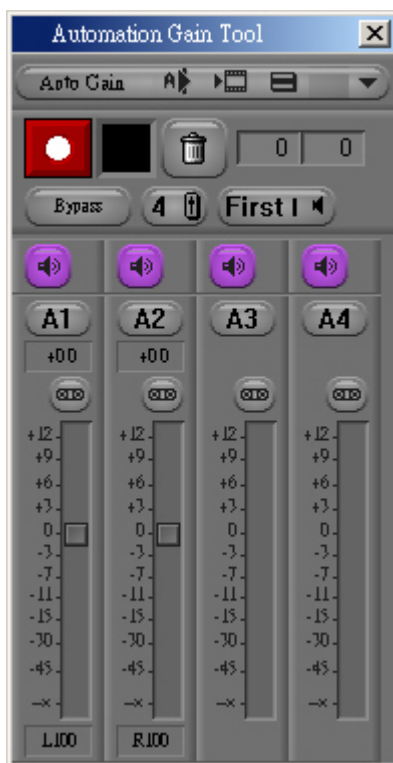 Automation Gain Tool
Auto Gain
0 0
Bypass 4 First 1
A1 A2 A3 A4
+00 +00
+12 +12 +12 +12
+9 +9 +9 +9
+6 +6 +6 +6
+3 +3 +3 +3
0 0 0 0
-3 -3 -3 -3
-7 -7 -7 -7
-11 -11 -11 -11
-15 -15 -15 -15
-30 -30 -30 -30
-45 -45 -45 -45
-∞ -∞ -∞ -∞
L100 R100